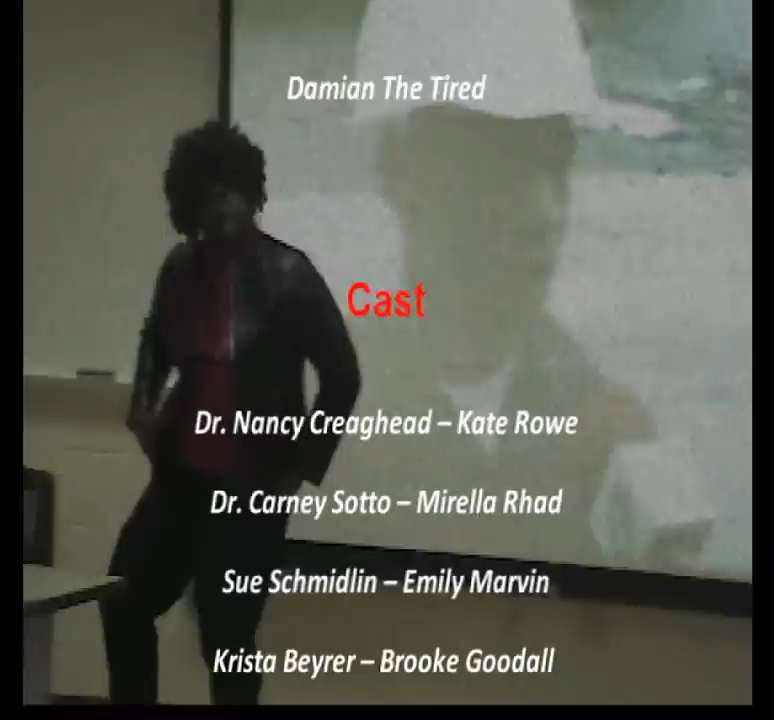 Damian The Tired
Cast
Dr. Nancy Creaghead – Kate Rowe
Dr. Carney Sotto – Mirella Rhad
Sue Schmidlin – Emily Marvin
Krista Beyrer – Brooke Goodall